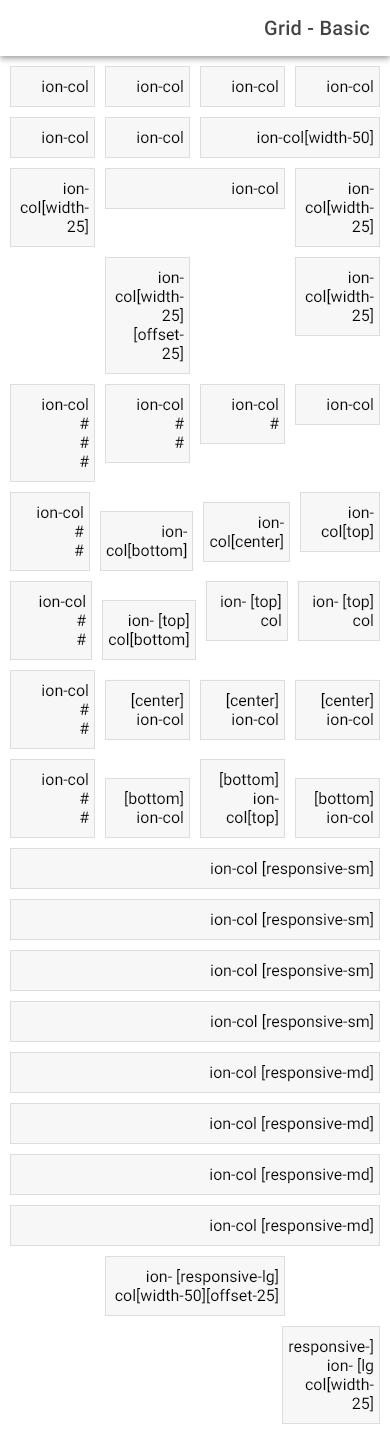 Grid - Basic
ion-col
ion-col
ion-col
ion-col
ion-col
ion-col
ion-col[width-50]
ion-
col[width-
25]
ion-col
ion-
col[width-
25]
ion-
col[width-
25]
[offset-
25]
ion-
col[width-
25]
ion-col
#
#
#
ion-col
#
#
ion-col
#
ion-col
ion-col
#
#
ion-
col[bottom]
ion-
col[center]
ion-
col[top]
ion-col
#
#
ion- [top]
col[bottom]
ion- [top]
col
ion- [top]
col
ion-col
#
#
[center]
ion-col
[center]
ion-col
[center]
ion-col
ion-col
#
#
[bottom]
ion-col
[bottom]
ion-
col[top]
[bottom]
ion-col
ion-col [responsive-sm]
ion-col [responsive-sm]
ion-col [responsive-sm]
ion-col [responsive-sm]
ion-col [responsive-md]
ion-col [responsive-md]
ion-col [responsive-md]
ion-col [responsive-md]
ion- [responsive-lg]
col[width-50][offset-25]
responsive-]
ion- [lg
col[width-
25]